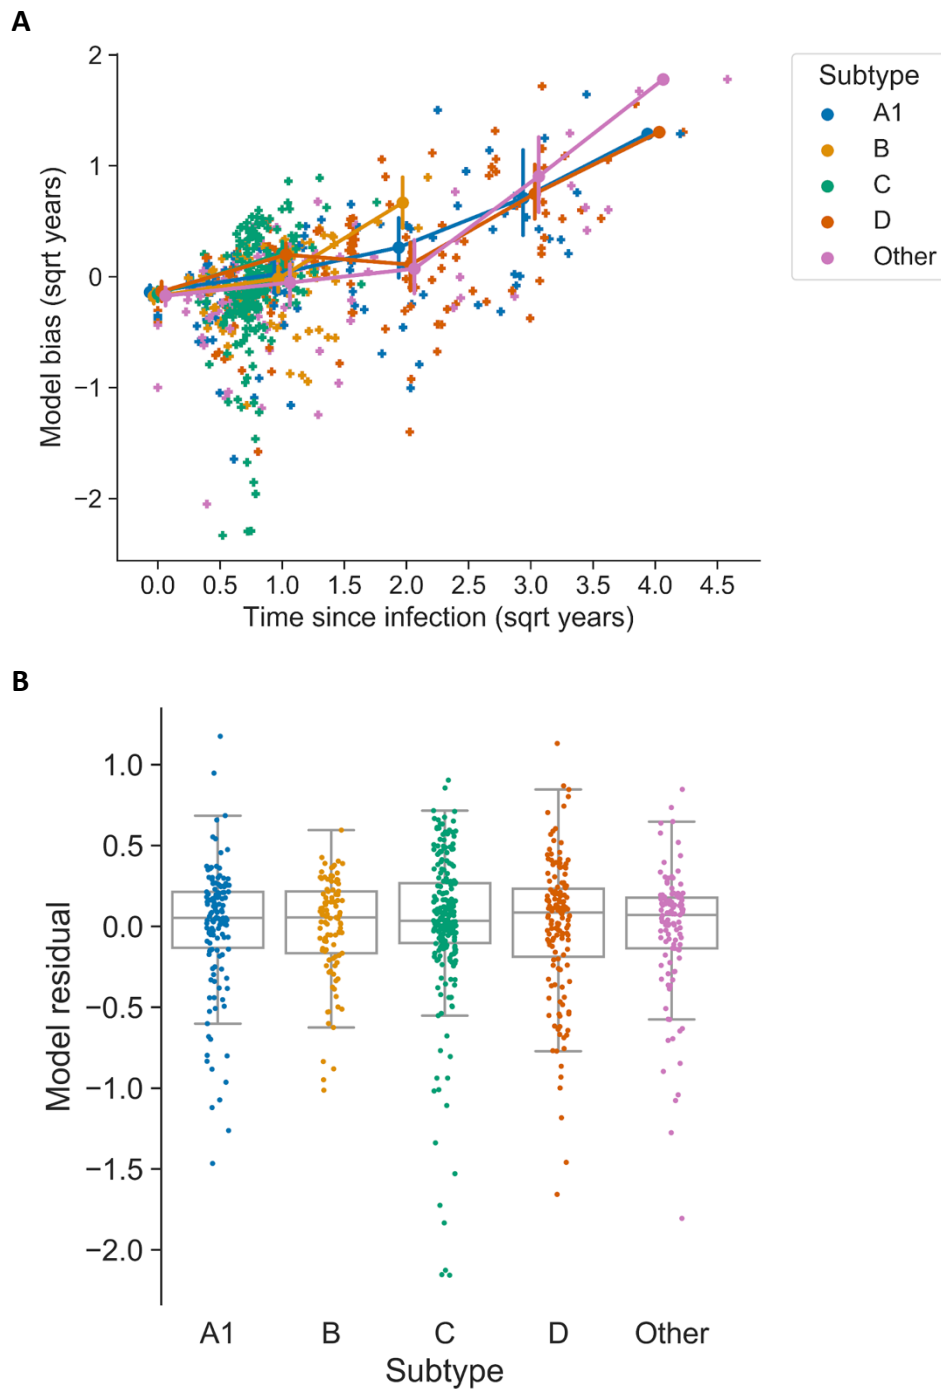 A
Model bias (sqrt years)
2
1
0
−1
−2
0.0 0.5 1.0 1.5 2.0 2.5 3.0 3.5 4.0 4.5
Time since infection (sqrt years)
Subtype
A1
B
C
D
Other
B
Model residual
1.0
0.5
0.0
−0.5
−1.0
−1.5
−2.0
A1 B C D Other
Subtype